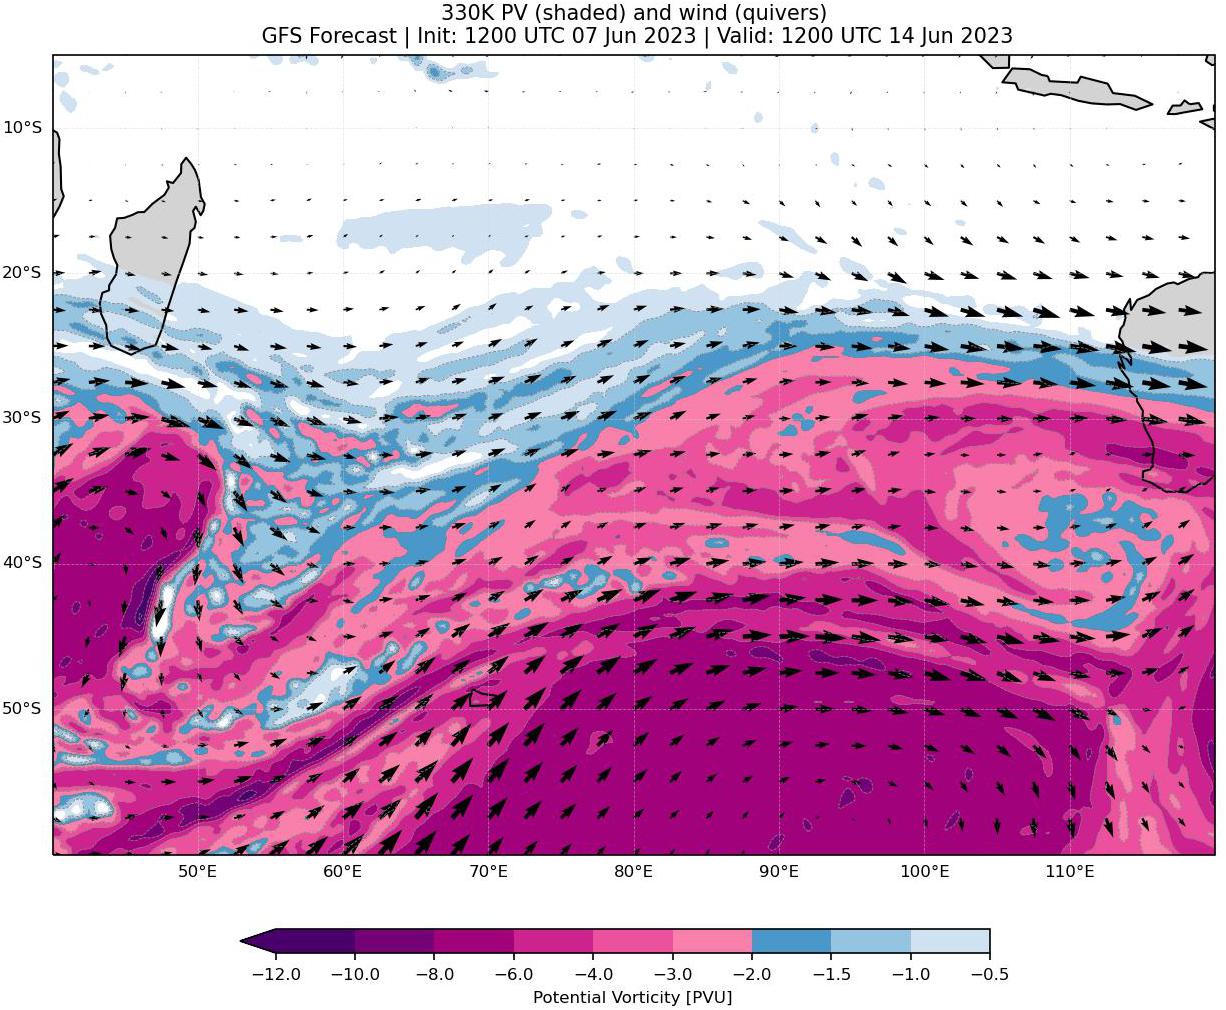 330K PV (shaded) and wind (quivers)
GFS Forecast | Init: 1200 UTC 07 Jun 2023 | Valid: 1200 UTC 14 Jun 2023
10°S
20°S
30°S
40°S
50°S
50°E 60°E 70°E 80°E 90°E 100°E 110°E
−12.0 −10.0 −8.0 −6.0 −4.0 −3.0 −2.0 −1.5 −1.0 −0.5
Potential Vorticity [PVU]